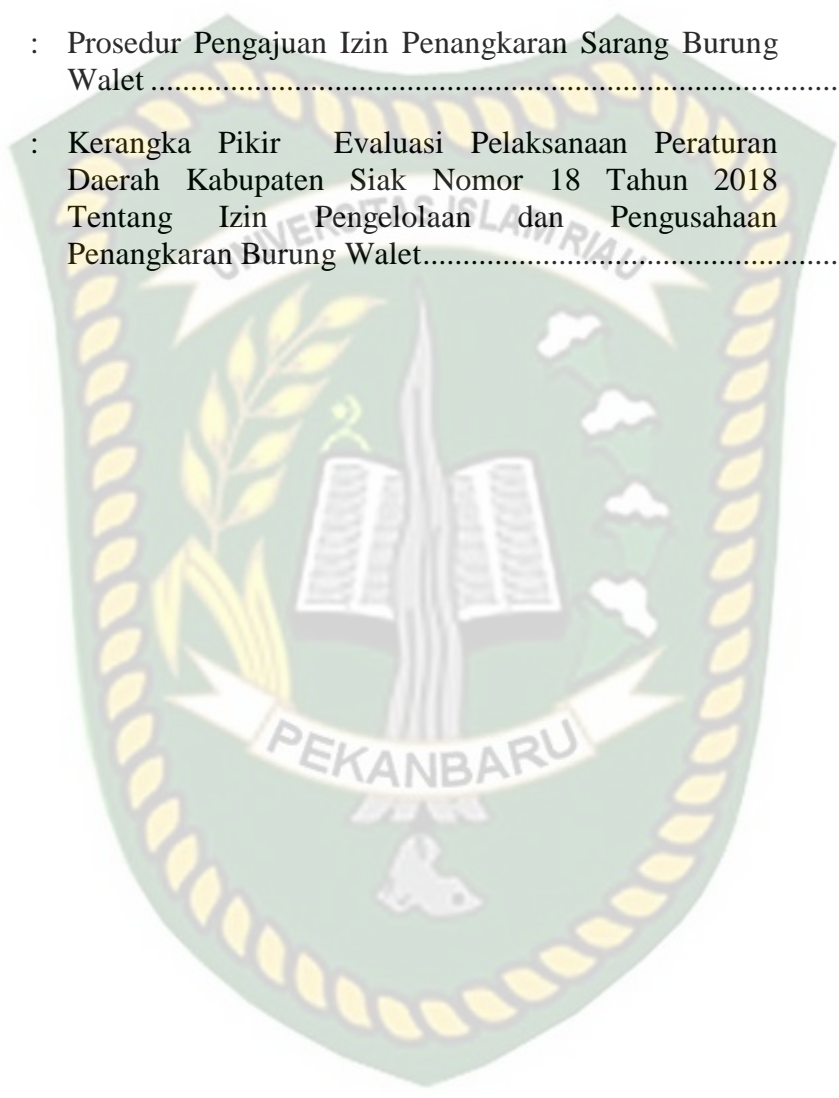 : Prosedur Pengajuan Izin Penangkaran Sarang Burung
Walet ....................................................................................
: Kerangka Pikir Evaluasi Pelaksanaan Peraturan
Daerah Kabupaten Siak Nomor 18 Tahun 2018
Tentang Izin Pengelolaan dan Pengusahaan
Penangkaran Burung Walet....................................................
UNIVERSITAS ISLAM RIAU
PEKANBARU